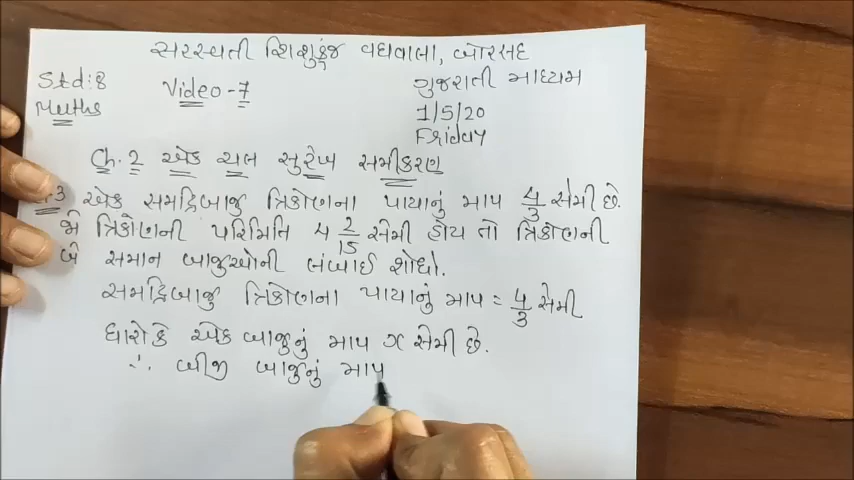 સરસ્વતી શિશુકુંજ વઘવાલા, બોરસદ
Std:8 Video-7 ગુજરાતી માધ્યમ
Maths 1/5/20
Friday
Ch. 2 એક ચલ સુરેખ સમીકરણ
3 એક સમદ્વિબાજુ ત્રિકોણના પાયાનું માપ 4/3 સેમી છે.
જો ત્રિકોણની પરિમિતિ 4 2/15 સેમી હોય તો ત્રિકોણની
બે સમાન બાજુઓની લંબાઈ શોધો.
સમદ્વિબાજુ ત્રિકોણના પાયાનું માપ = 4/3 સેમી
ધારોકે એક બાજુનું માપ x સેમી છે.
∴ બીજી બાજુનું માપ